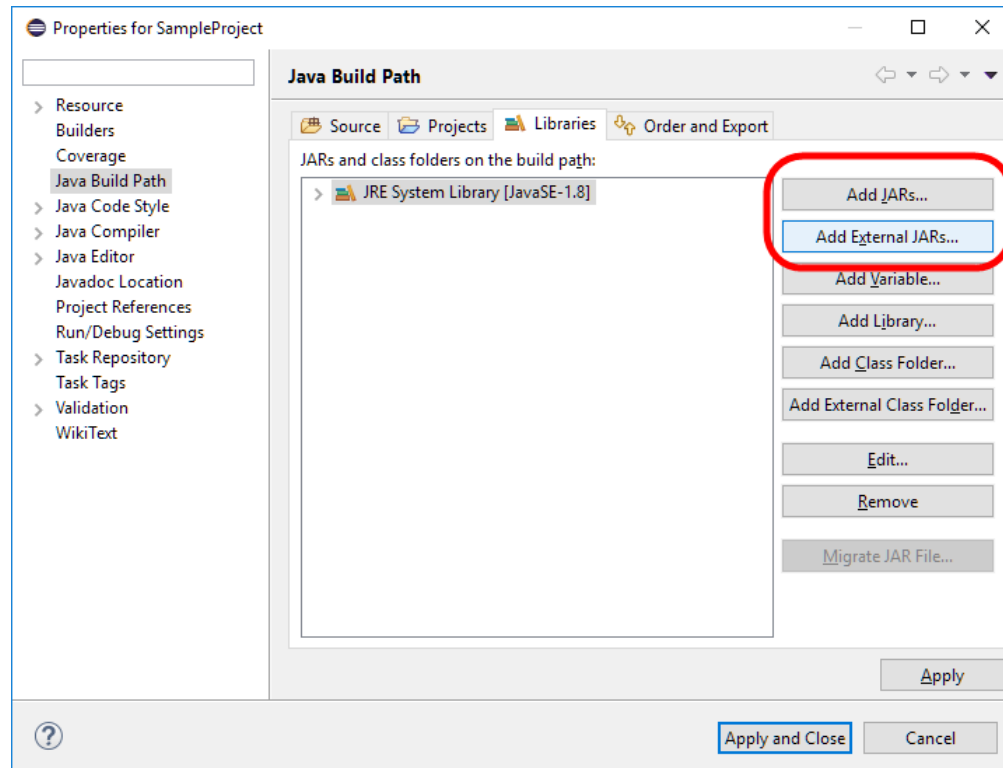 Properties for SampleProject
Java Build Path
Resource
Builders
Coverage
Java Build Path
Java Code Style
Java Compiler
Java Editor
Javadoc Location
Project References
Run/Debug Settings
Task Repository
Task Tags
Validation
WikiText
Source Projects Libraries Order and Export
JARs and class folders on the build path:
JRE System Library [JavaSE-1.8]
Add JARs...
Add External JARs...
Add Variable...
Add Library...
Add Class Folder...
Add External Class Folder...
Edit...
Remove
Migrate JAR File...
Apply
?
Apply and Close Cancel